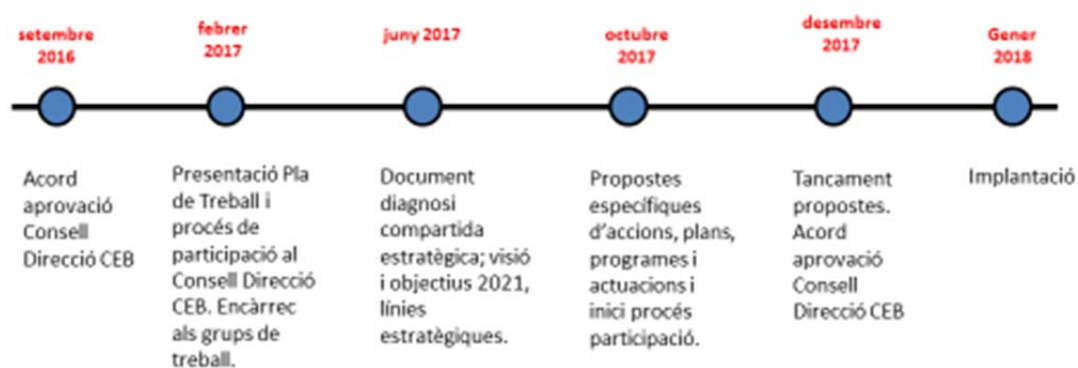 setembre
2016
febrer
2017
juny 2017
octubre
2017
desembre
2017
Gener
2018
Acord
aprovació
Consell
Direcció CEB
Presentació Pla
de Treball i
procés de
participació al
Consell Direcció
CEB. Encàrrec
als grups de
treball.
Document
diagnosi
compartida
estratègica; visió
i objectius 2021,
línies
estratègiques.
Propostes
específiques
d'accions, plans,
programes i
actuacions i
inici procés
participació.
Tancament
propostes.
Acord
aprovació
Consell
Direcció CEB
Implantació